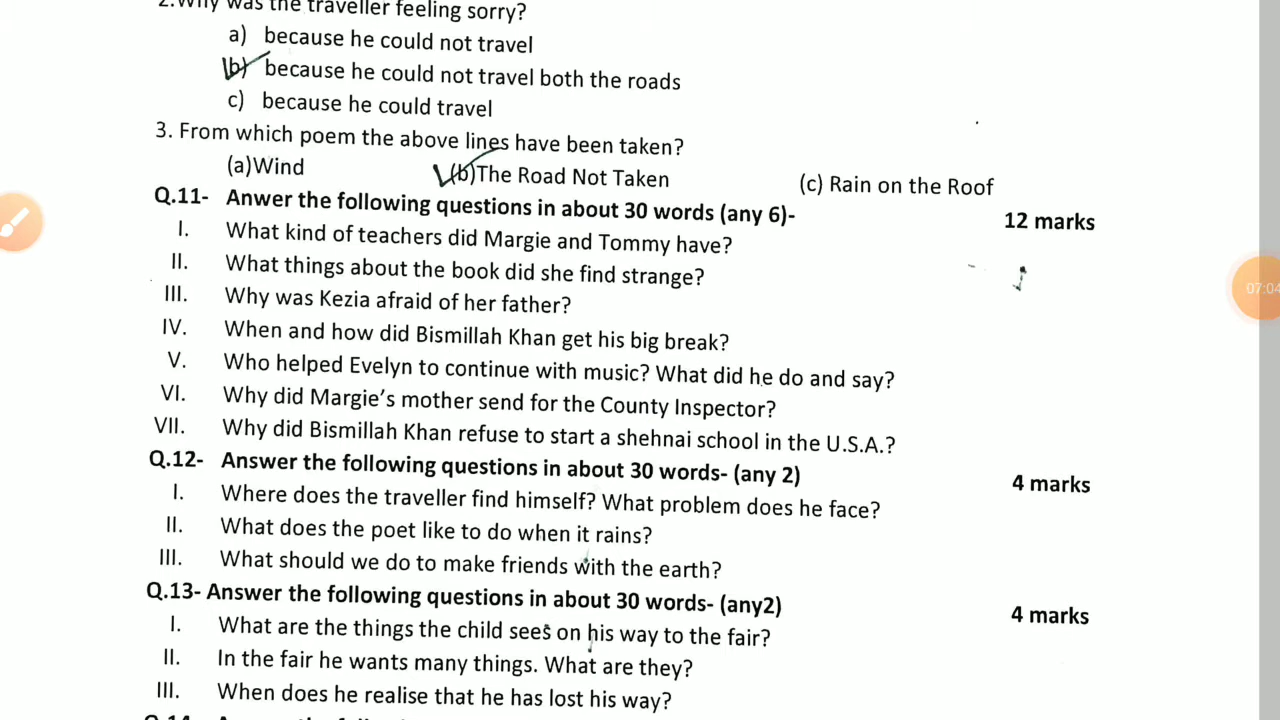 2.Why was the traveller feeling sorry?
a) because he could not travel
b) because he could not travel both the roads
c) because he could travel
3. From which poem the above lines have been taken?
(a)Wind (b)The Road Not Taken (c) Rain on the Roof
Q.11- Anwer the following questions in about 30 words (any 6)- 12 marks
I. What kind of teachers did Margie and Tommy have?
II. What things about the book did she find strange?
III. Why was Kezia afraid of her father?
IV. When and how did Bismillah Khan get his big break?
V. Who helped Evelyn to continue with music? What did he do and say?
VI. Why did Margie's mother send for the County Inspector?
VII. Why did Bismillah Khan refuse to start a shehnai school in the U.S.A.?
Q.12- Answer the following questions in about 30 words- (any 2) 4 marks
I. Where does the traveller find himself? What problem does he face?
II. What does the poet like to do when it rains?
III. What should we do to make friends with the earth?
Q.13- Answer the following questions in about 30 words- (any2) 4 marks
I. What are the things the child sees on his way to the fair?
II. In the fair he wants many things. What are they?
III. When does he realise that he has lost his way?
07:04